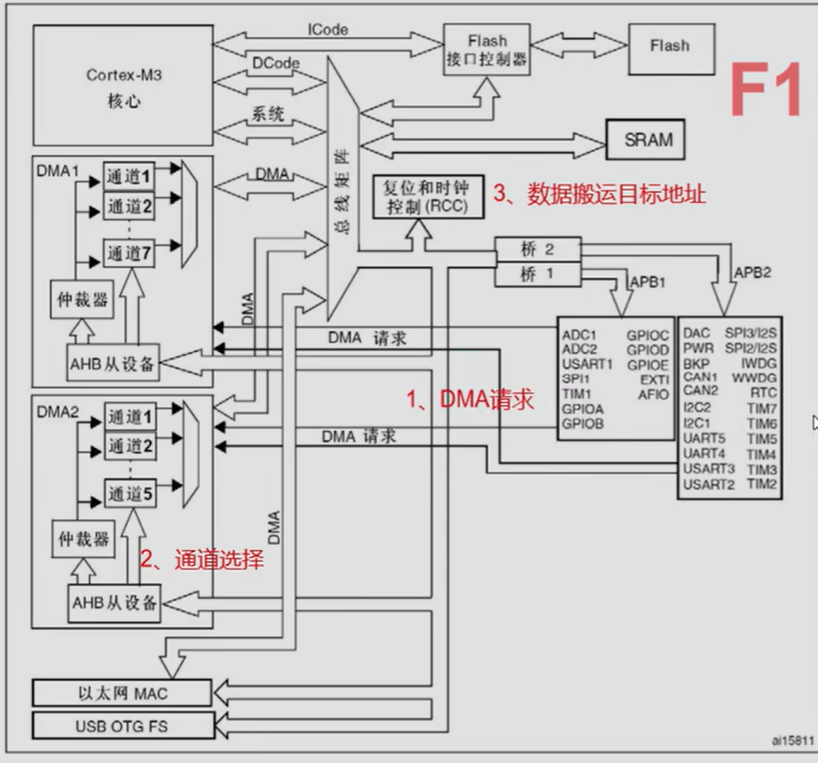 ICode
Cortex-M3
核心
Flash
接口控制器
Flash
F1
DCode
系统
SRAM
DMA1
通道1
通道2
通道7
仲裁器
AHB从设备
DMA
总线矩阵
复位和时钟
控制(RCC)
3、数据搬运目标地址
桥 2
桥 1
APB1
APB2
DMA
DMA 请求
ADC1 GPIOC
ADC2 GPIOD
USART1 GPIOE
SPI1 EXTI
TIM1 AFIO
GPIOA
GPIOB
DAC SPI3/I2S
PWR SPI2/I2S
BKP IWDG
CAN1 WWDG
CAN2 RTC
I2C2 TIM7
I2C1 TIM6
UART5 TIM5
UART4 TIM4
USART3 TIM3
USART2 TIM2
1、DMA请求
DMA2
通道1
通道2
通道5
仲裁器
AHB从设备
DMA 请求
2、通道选择
DMA
以太网 MAC
USB OTG FS
ai15811